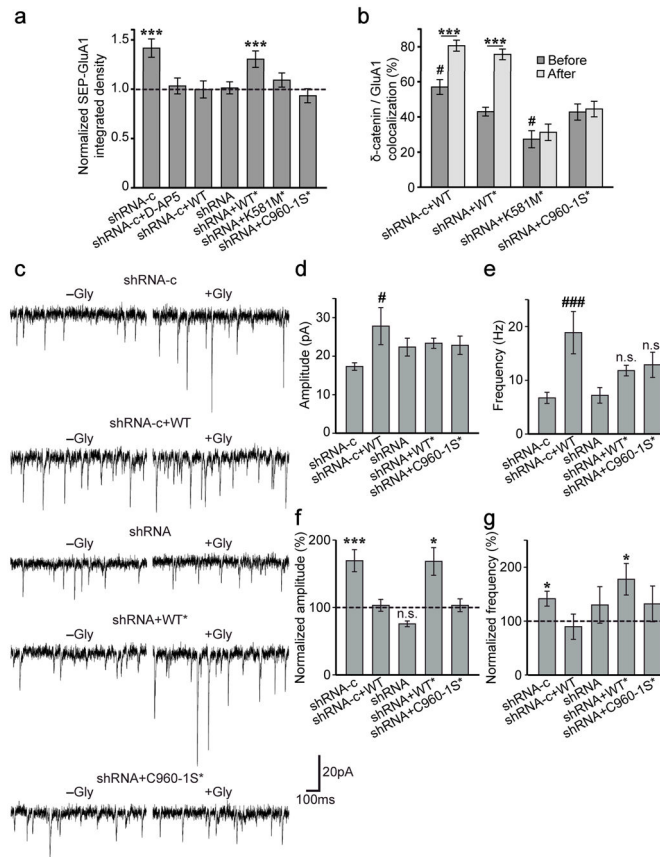 a
Normalized SEP-GluA1
integrated density
1.5
1.0
0.5
0
***
***
shRNA-c
shRNA-c+D-AP5
shRNA-c+WT
shRNA
shRNA+WT*
shRNA+K581M*
shRNA+C960-1S*
b
δ-catenin / GluA1
colocalization (%)
80
60
40
20
0
***
#
***
#
Before
After
shRNA-c+WT
shRNA+WT*
shRNA+K581M*
shRNA+C960-1S*
c
shRNA-c
–Gly +Gly
shRNA-c+WT
–Gly +Gly
shRNA
–Gly +Gly
shRNA+WT*
–Gly +Gly
shRNA+C960-1S*
–Gly +Gly
20pA
100ms
d
Amplitude (pA)
30
20
10
0
#
shRNA-c
shRNA-c+WT
shRNA
shRNA+WT*
shRNA+C960-1S*
e
Frequency (Hz)
20
10
0
###
n.s.
n.s
shRNA-c
shRNA-c+WT
shRNA
shRNA+WT*
shRNA+C960-1S*
f
Normalized amplitude (%)
200
100
0
***
n.s.
*
shRNA-c
shRNA-c+WT
shRNA
shRNA+WT*
shRNA+C960-1S*
g
Normalized frequency (%)
200
100
0
*
*
shRNA-c
shRNA-c+WT
shRNA
shRNA+WT*
shRNA+C960-1S*